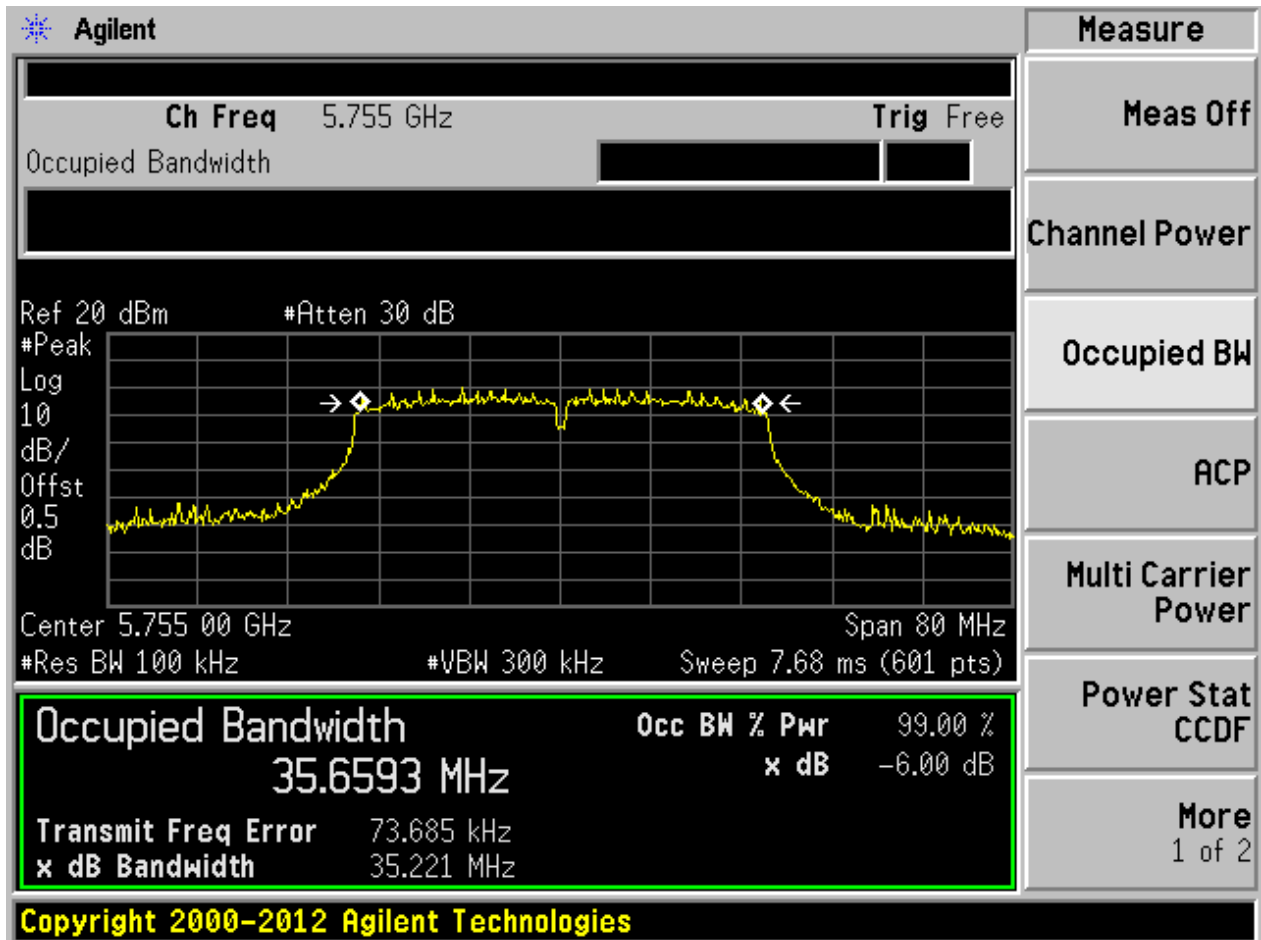 Agilent
Measure
Ch Freq 5.755 GHz Trig Free
Occupied Bandwidth
Meas Off
Channel Power
Occupied BW
ACP
Multi Carrier
Power
Power Stat
CCDF
More
1 of 2
Ref 20 dBm #Atten 30 dB
#Peak
Log
10
dB/
Offst
0.5
dB
Center 5.755 00 GHz Span 80 MHz
#Res BW 100 kHz #VBW 300 kHz Sweep 7.68 ms (601 pts)
Occupied Bandwidth
35.6593 MHz
Occ BW % Pwr 99.00 %
x dB -6.00 dB
Transmit Freq Error 73.685 kHz
x dB Bandwidth 35.221 MHz
Copyright 2000-2012 Agilent Technologies